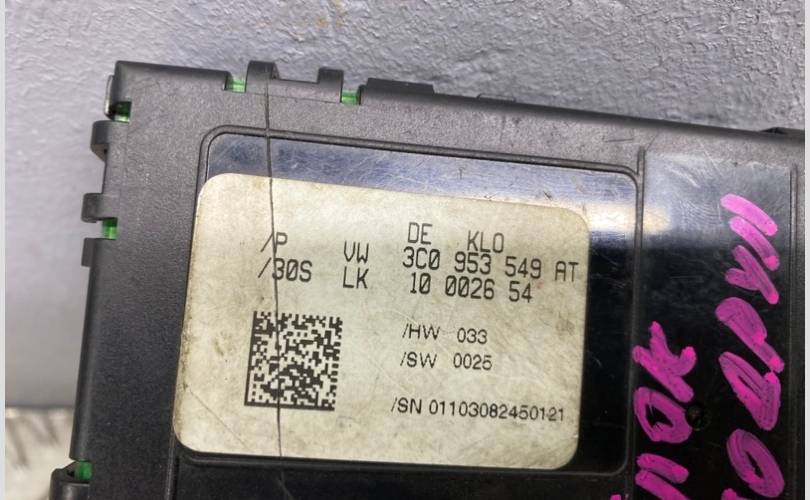 DE KLO
/P VW 3C0 953 549 AT
/30S LK 10 0026 54
/HW 033
/SW 0025
/SN 01103082450121